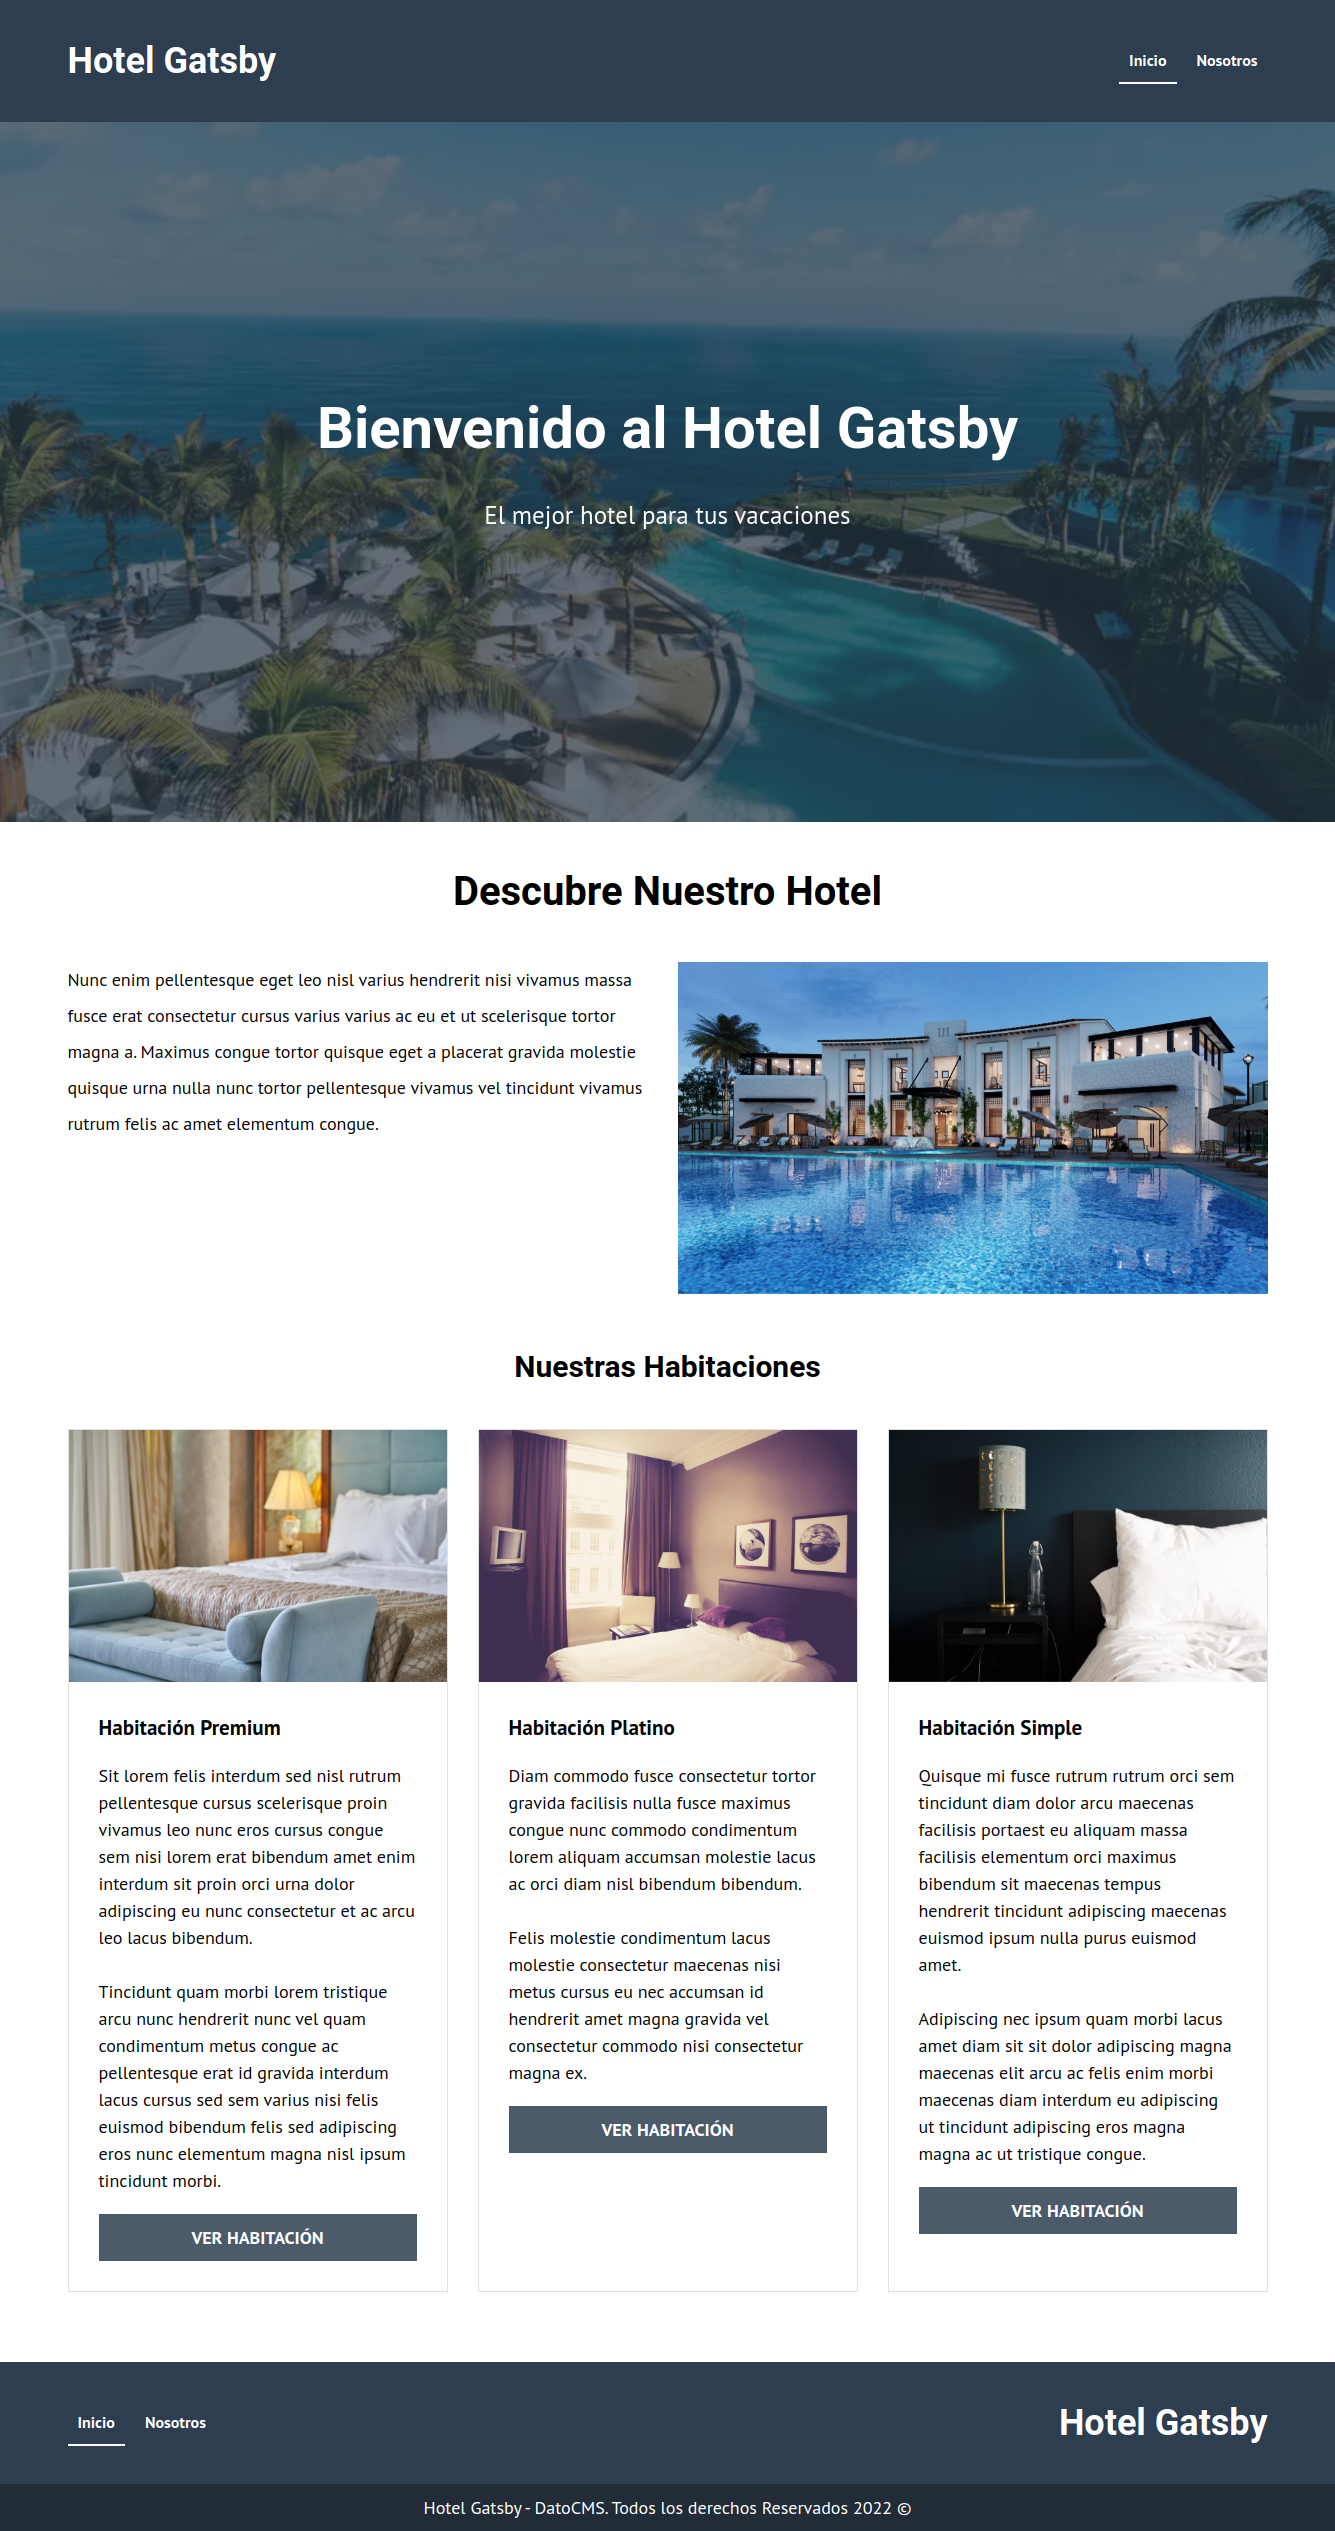 Hotel Gatsby
Inicio Nosotros
Bienvenido al Hotel Gatsby
El mejor hotel para tus vacaciones
Descubre Nuestro Hotel
Nunc enim pellentesque eget leo nisl varius hendrerit nisi vivamus massa
fusce erat consectetur cursus varius varius ac eu et ut scelerisque tortor
magna a. Maximus congue tortor quisque eget a placerat gravida molestie
quisque urna nulla nunc tortor pellentesque vivamus vel tincidunt vivamus
rutrum felis ac amet elementum congue.
Nuestras Habitaciones
Habitación Premium
Sit lorem felis interdum sed nisl rutrum
pellentesque cursus scelerisque proin
vivamus leo nunc eros cursus congue
sem nisi lorem erat bibendum amet enim
interdum sit proin orci urna dolor
adipiscing eu nunc consectetur et ac arcu
leo lacus bibendum.
Tincidunt quam morbi lorem tristique
arcu nunc hendrerit nunc vel quam
condimentum metus congue ac
pellentesque erat id gravida interdum
lacus cursus sed sem varius nisi felis
euismod bibendum felis sed adipiscing
eros nunc elementum magna nisl ipsum
tincidunt morbi.
VER HABITACIÓN
Habitación Platino
Diam commodo fusce consectetur tortor
gravida facilisis nulla fusce maximus
congue nunc commodo condimentum
lorem aliquam accumsan molestie lacus
ac orci diam nisl bibendum bibendum.
Felis molestie condimentum lacus
molestie consectetur maecenas nisi
metus cursus eu nec accumsan id
hendrerit amet magna gravida vel
consectetur commodo nisi consectetur
magna ex.
VER HABITACIÓN
Habitación Simple
Quisque mi fusce rutrum rutrum orci sem
tincidunt diam dolor arcu maecenas
facilisis portaest eu aliquam massa
facilisis elementum orci maximus
bibendum sit maecenas tempus
hendrerit tincidunt adipiscing maecenas
euismod ipsum nulla purus euismod
amet.
Adipiscing nec ipsum quam morbi lacus
amet diam sit sit dolor adipiscing magna
maecenas elit arcu ac felis enim morbi
maecenas diam interdum eu adipiscing
ut tincidunt adipiscing eros magna
magna ac ut tristique congue.
VER HABITACIÓN
Inicio Nosotros
Hotel Gatsby
Hotel Gatsby - DatoCMS. Todos los derechos Reservados 2022 ©